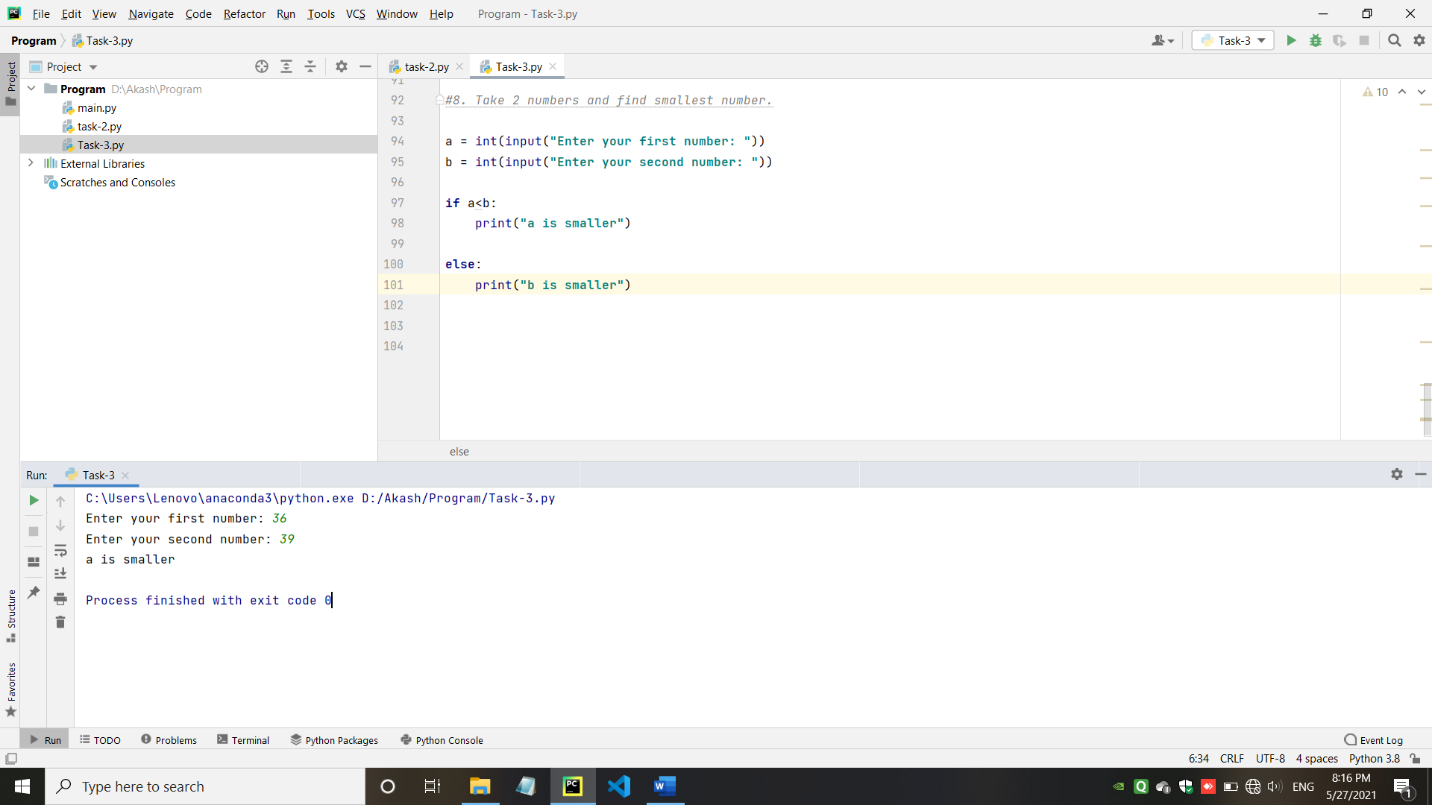 File Edit View Navigate Code Refactor Run Tools VCS Window Help Program - Task-3.py
Program Task-3.py Task-3
Project Project task-2.py Task-3.py
Program D:\Akash\Program
main.py
task-2.py
Task-3.py
External Libraries
Scratches and Consoles
91
92 #8. Take 2 numbers and find smallest number. 10
93
94 a = int(input("Enter your first number: "))
95 b = int(input("Enter your second number: "))
96
97 if a<b:
98 print("a is smaller")
99
100 else:
101 print("b is smaller")
102
103
104
else
Run: Task-3
C:\Users\Lenovo\anaconda3\python.exe D:/Akash/Program/Task-3.py
Enter your first number: 36
Enter your second number: 39
a is smaller
Process finished with exit code 0
Structure
Favorites
Run TODO Problems Terminal Python Packages Python Console Event Log
6:34 CRLF UTF-8 4 spaces Python 3.8
Type here to search PC ENG 8:16 PM
5/27/2021 1